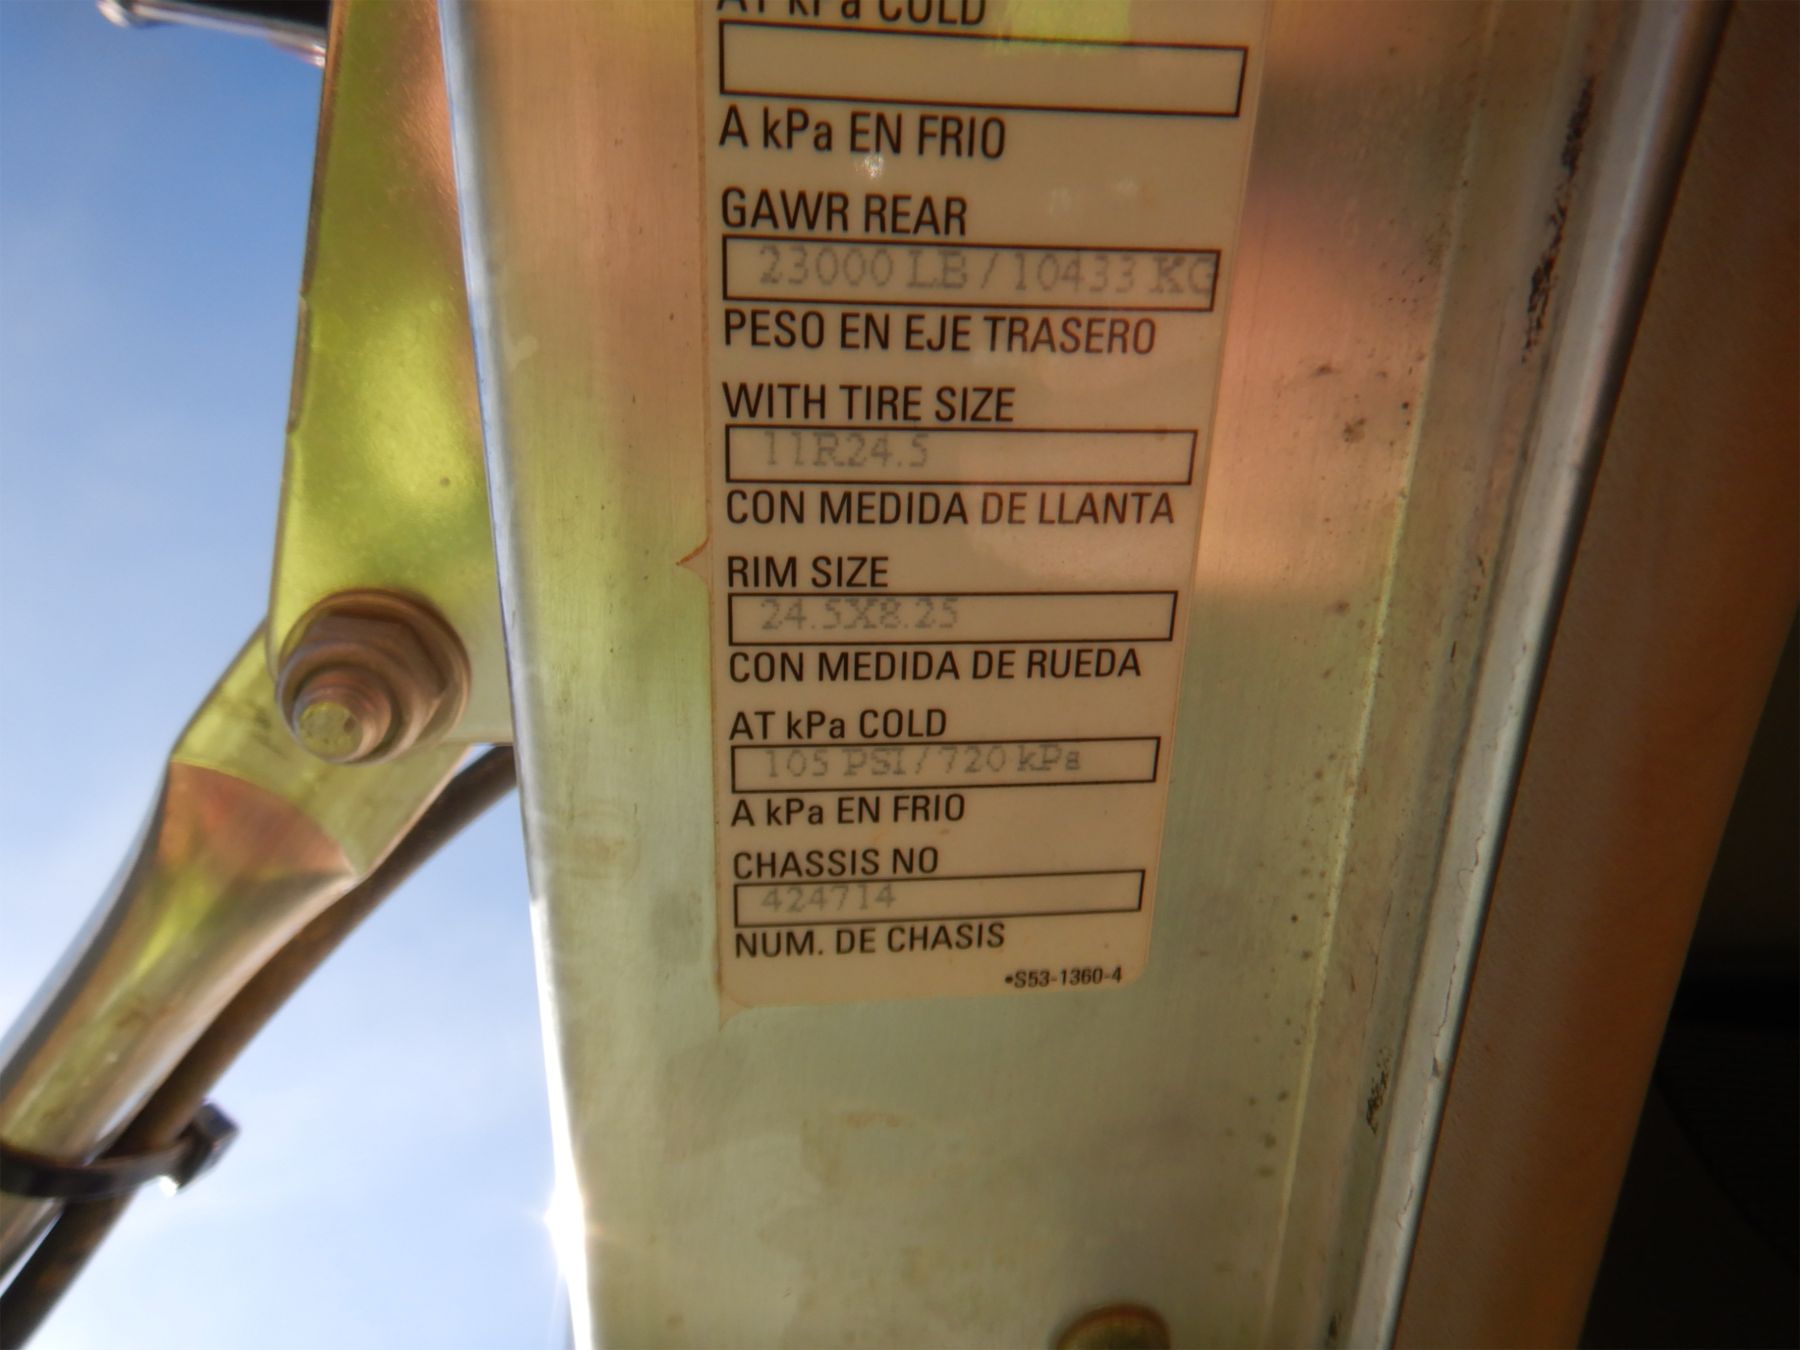 AT kPa COLD
A kPa EN FRIO
GAWR REAR
23000 LB / 10433 KG
PESO EN EJE TRASERO
WITH TIRE SIZE
11R24.5
CON MEDIDA DE LLANTA
RIM SIZE
24.5X8.25
CON MEDIDA DE RUEDA
AT kPa COLD
105 PSI / 720 kPa
A kPa EN FRIO
CHASSIS NO
424714
NUM. DE CHASIS
•S53-1360-4